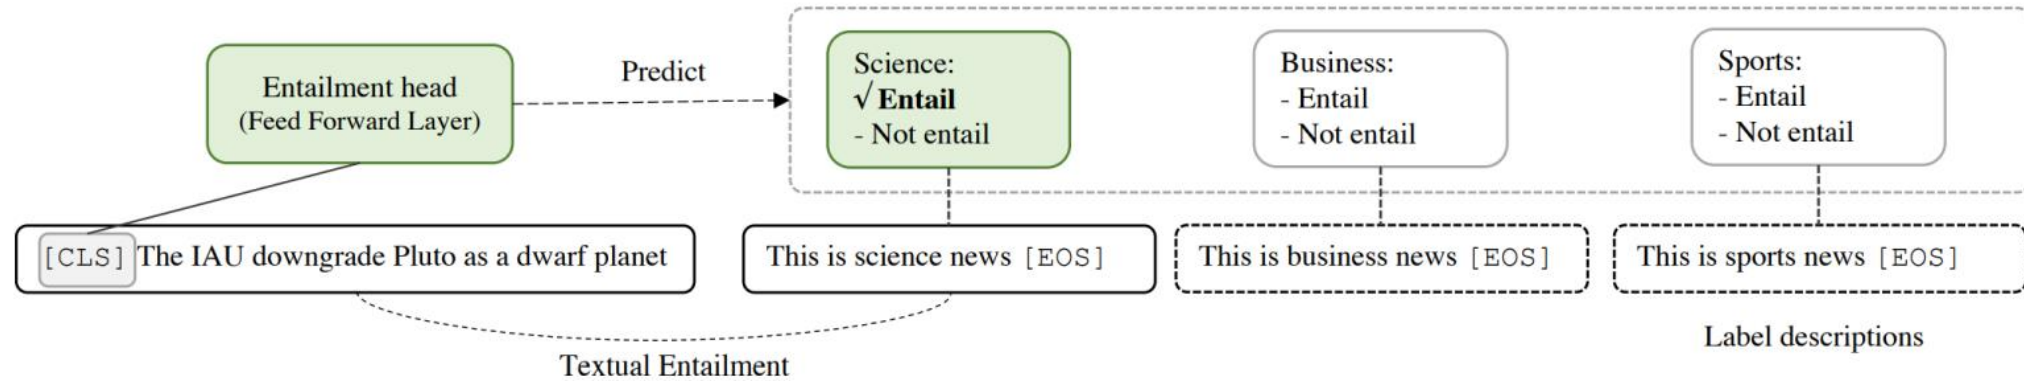 Entailment head
(Feed Forward Layer)
Predict
Science:
√ Entail
- Not entail
Business:
- Entail
- Not entail
Sports:
- Entail
- Not entail
[CLS] The IAU downgrade Pluto as a dwarf planet
This is science news [EOS]
This is business news [EOS]
This is sports news [EOS]
Textual Entailment
Label descriptions